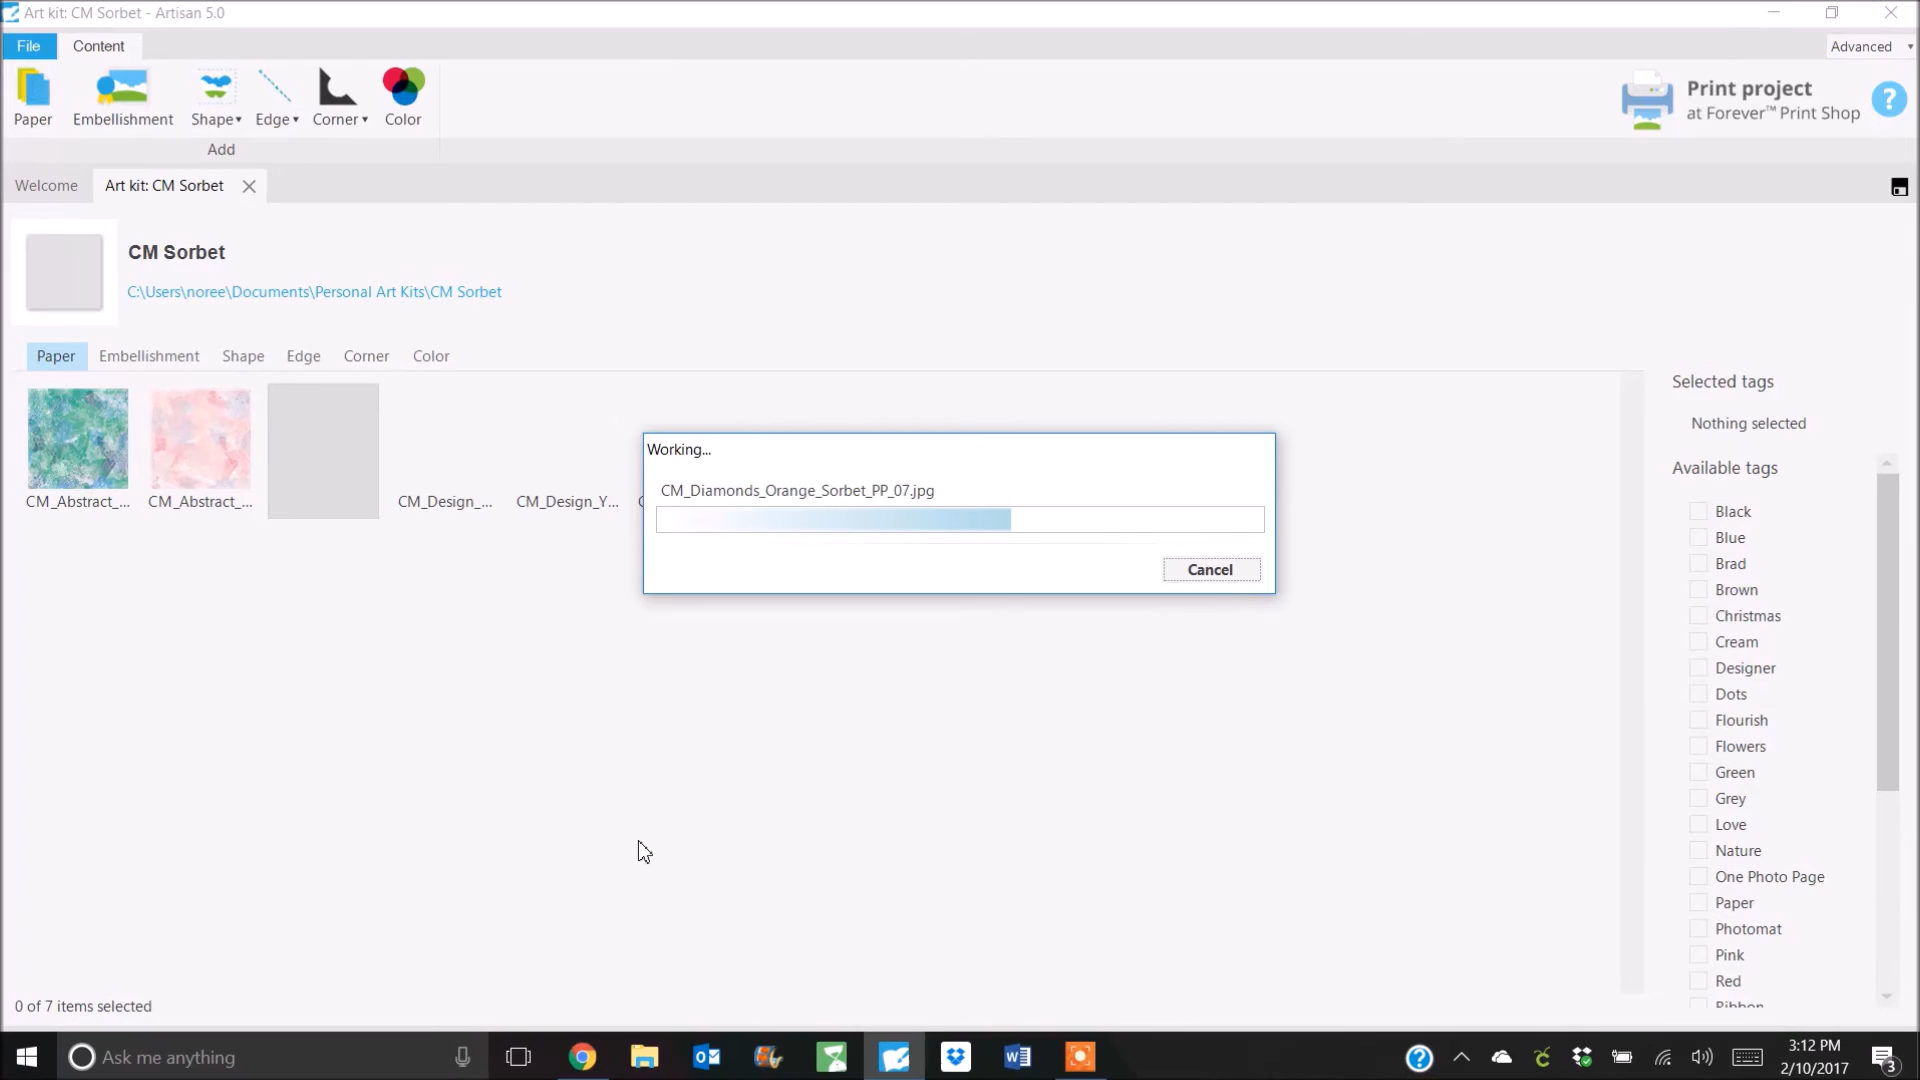 Art kit: CM Sorbet - Artisan 5.0
File
Content
Advanced
Paper
Embellishment
Shape
Edge
Corner
Color
Add
Print project
at Forever™ Print Shop
?
Welcome
Art kit: CM Sorbet
CM Sorbet
C:\Users\noree\Documents\Personal Art Kits\CM Sorbet
Paper
Embellishment
Shape
Edge
Corner
Color
CM_Abstract_...
CM_Abstract_...
CM_Design_...
CM_Design_Y...
Working...
CM_Diamonds_Orange_Sorbet_PP_07.jpg
Cancel
Selected tags
Nothing selected
Available tags
Black
Blue
Brad
Brown
Christmas
Cream
Designer
Dots
Flourish
Flowers
Green
Grey
Love
Nature
One Photo Page
Paper
Photomat
Pink
Red
Ribbon
0 of 7 items selected
Ask me anything
3:12 PM
2/10/2017
3